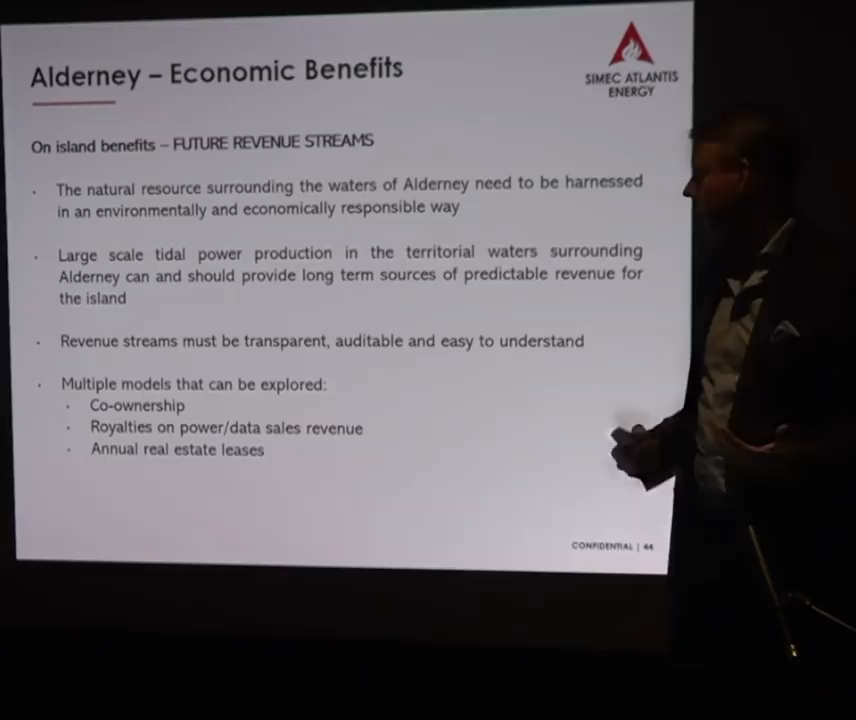 Alderney – Economic Benefits
SIMEC ATLANTIS
ENERGY
On island benefits – FUTURE REVENUE STREAMS
· The natural resource surrounding the waters of Alderney need to be harnessed
in an environmentally and economically responsible way
· Large scale tidal power production in the territorial waters surrounding
Alderney can and should provide long term sources of predictable revenue for
the island
· Revenue streams must be transparent, auditable and easy to understand
· Multiple models that can be explored:
· Co-ownership
· Royalties on power/data sales revenue
· Annual real estate leases
CONFIDENTIAL | 44